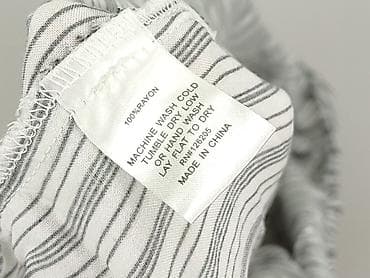 100%RAYON
MACHINE WASH COLD
TUMBLE DRY LOW
OR HAND WASH
LAY FLAT TO DRY
RN#126205
MADE IN CHINA